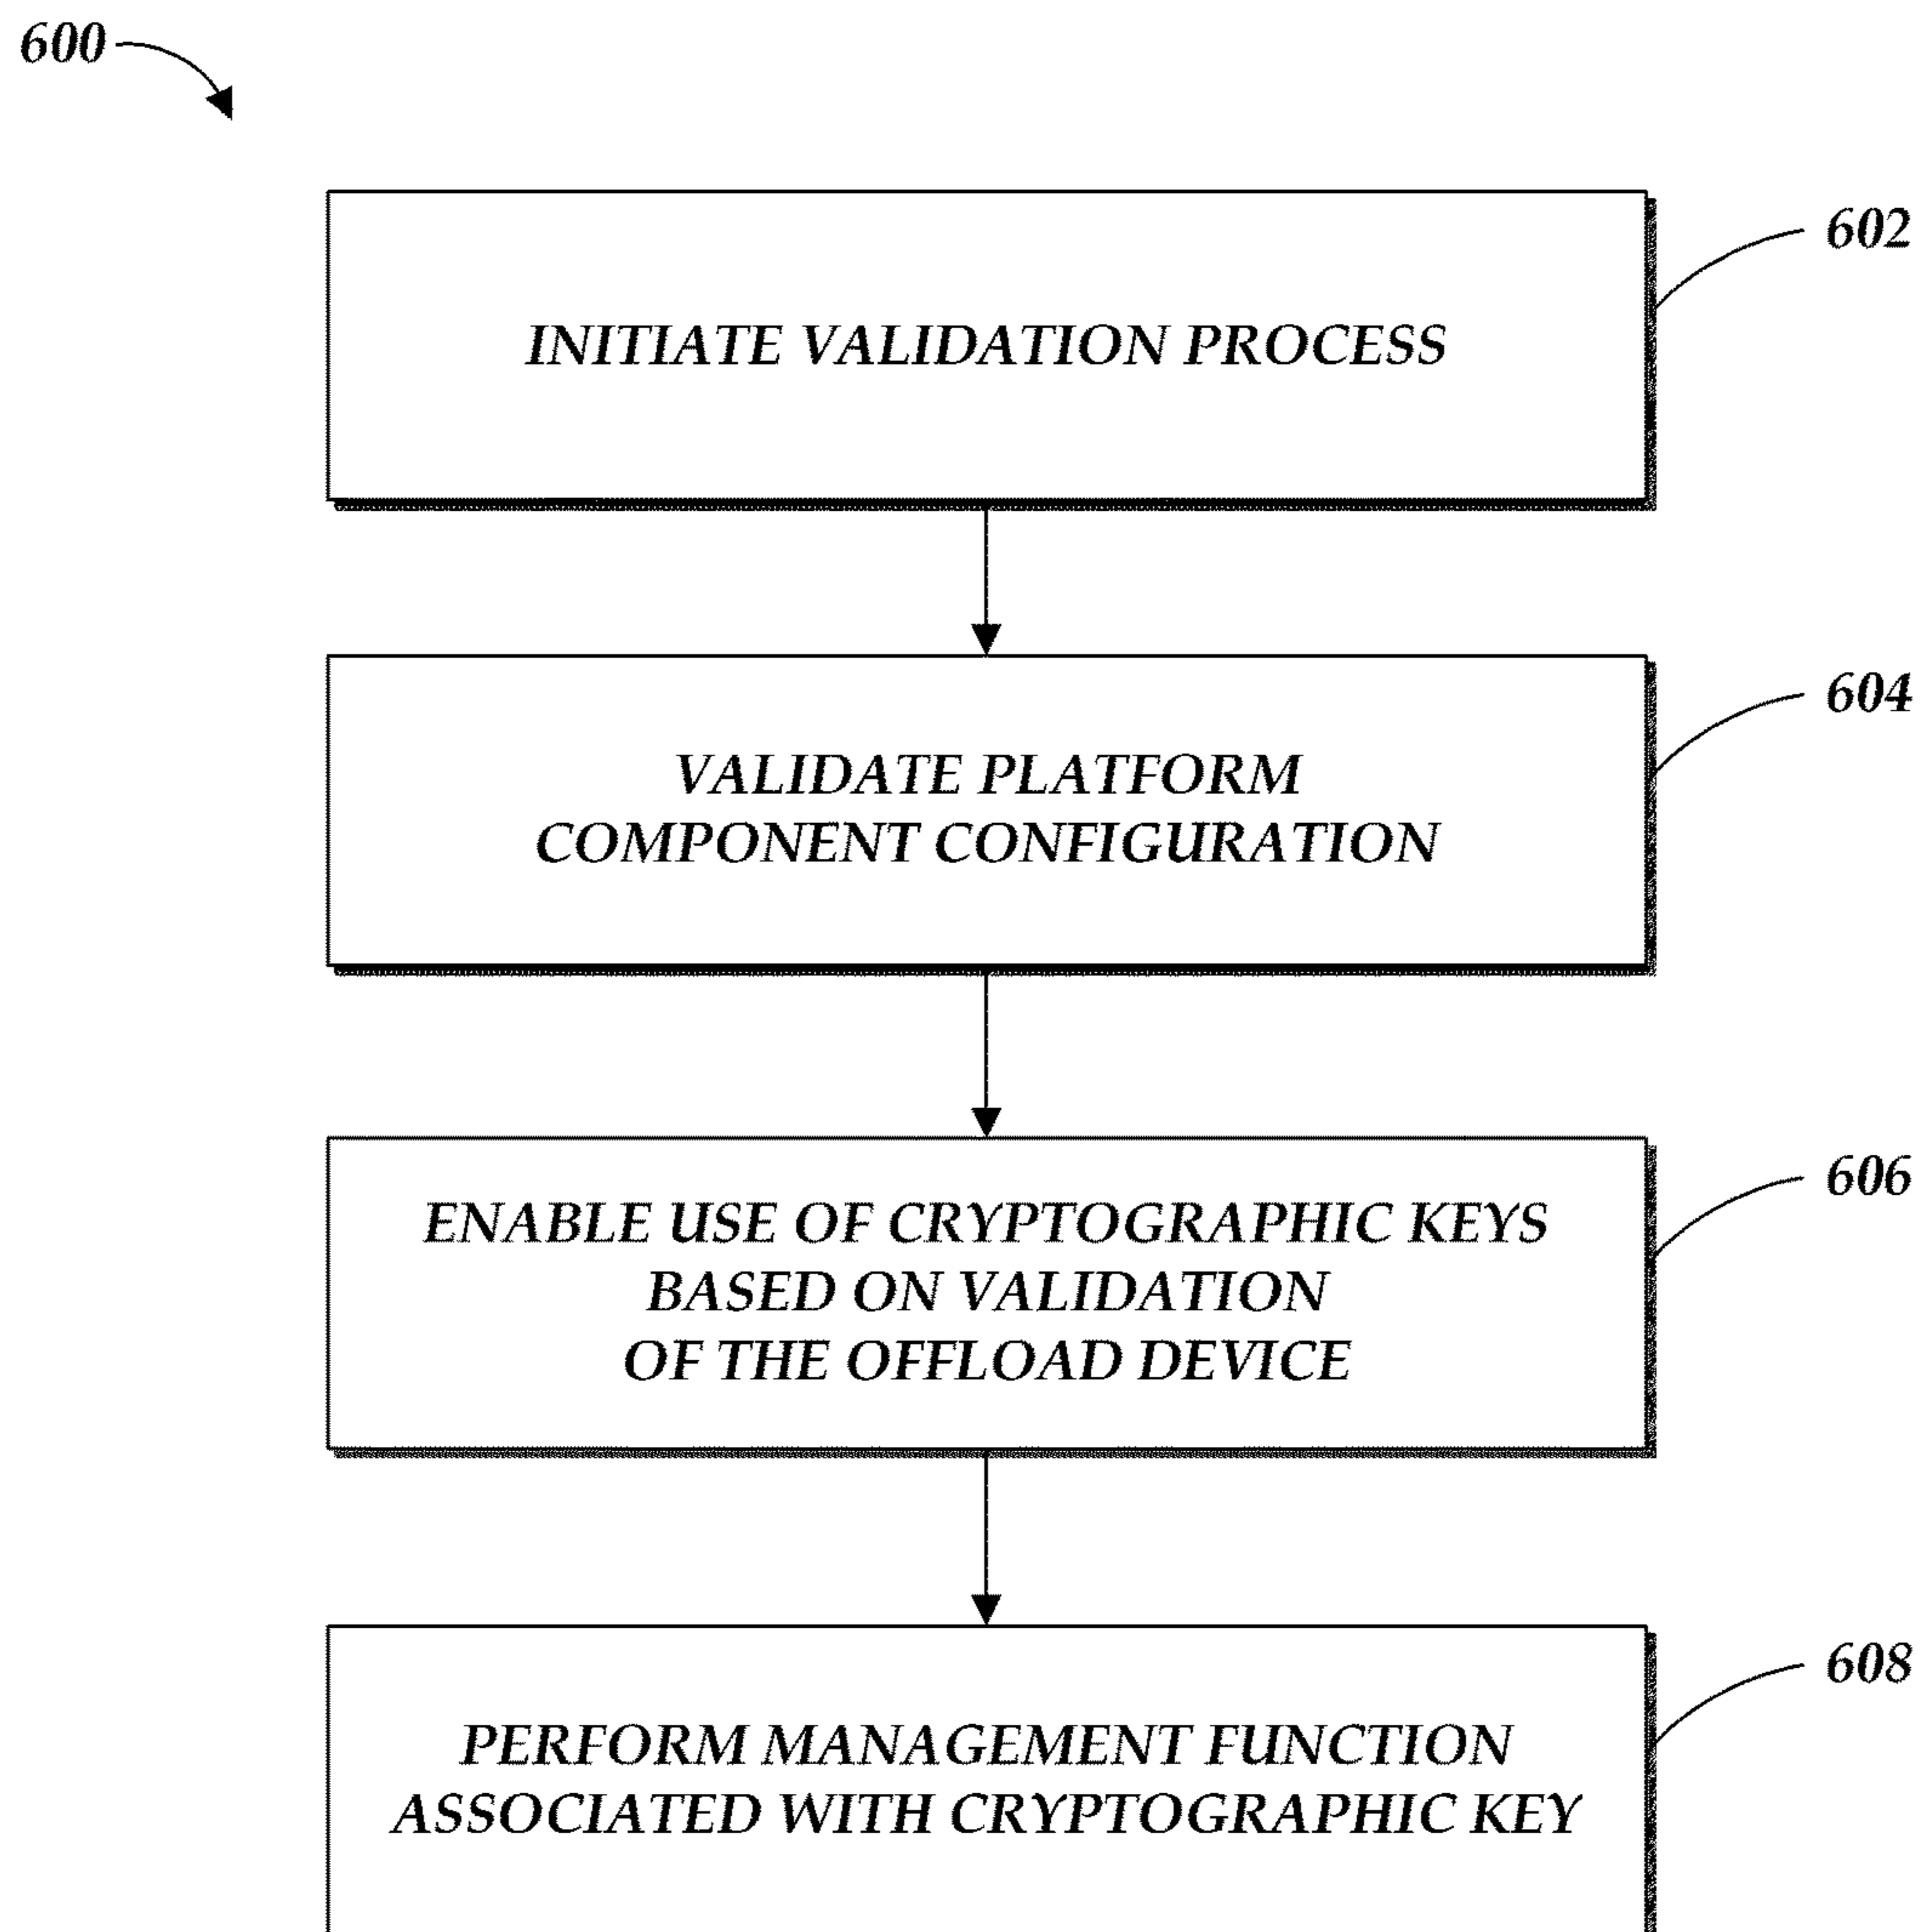 600
602
INITIATE VALIDATION PROCESS
604
VALIDATE PLATFORM
COMPONENT CONFIGURATION
606
ENABLE USE OF CRYPTOGRAPHIC KEYS
BASED ON VALIDATION
OF THE OFFLOAD DEVICE
608
PERFORM MANAGEMENT FUNCTION
ASSOCIATED WITH CRYPTOGRAPHIC KEY